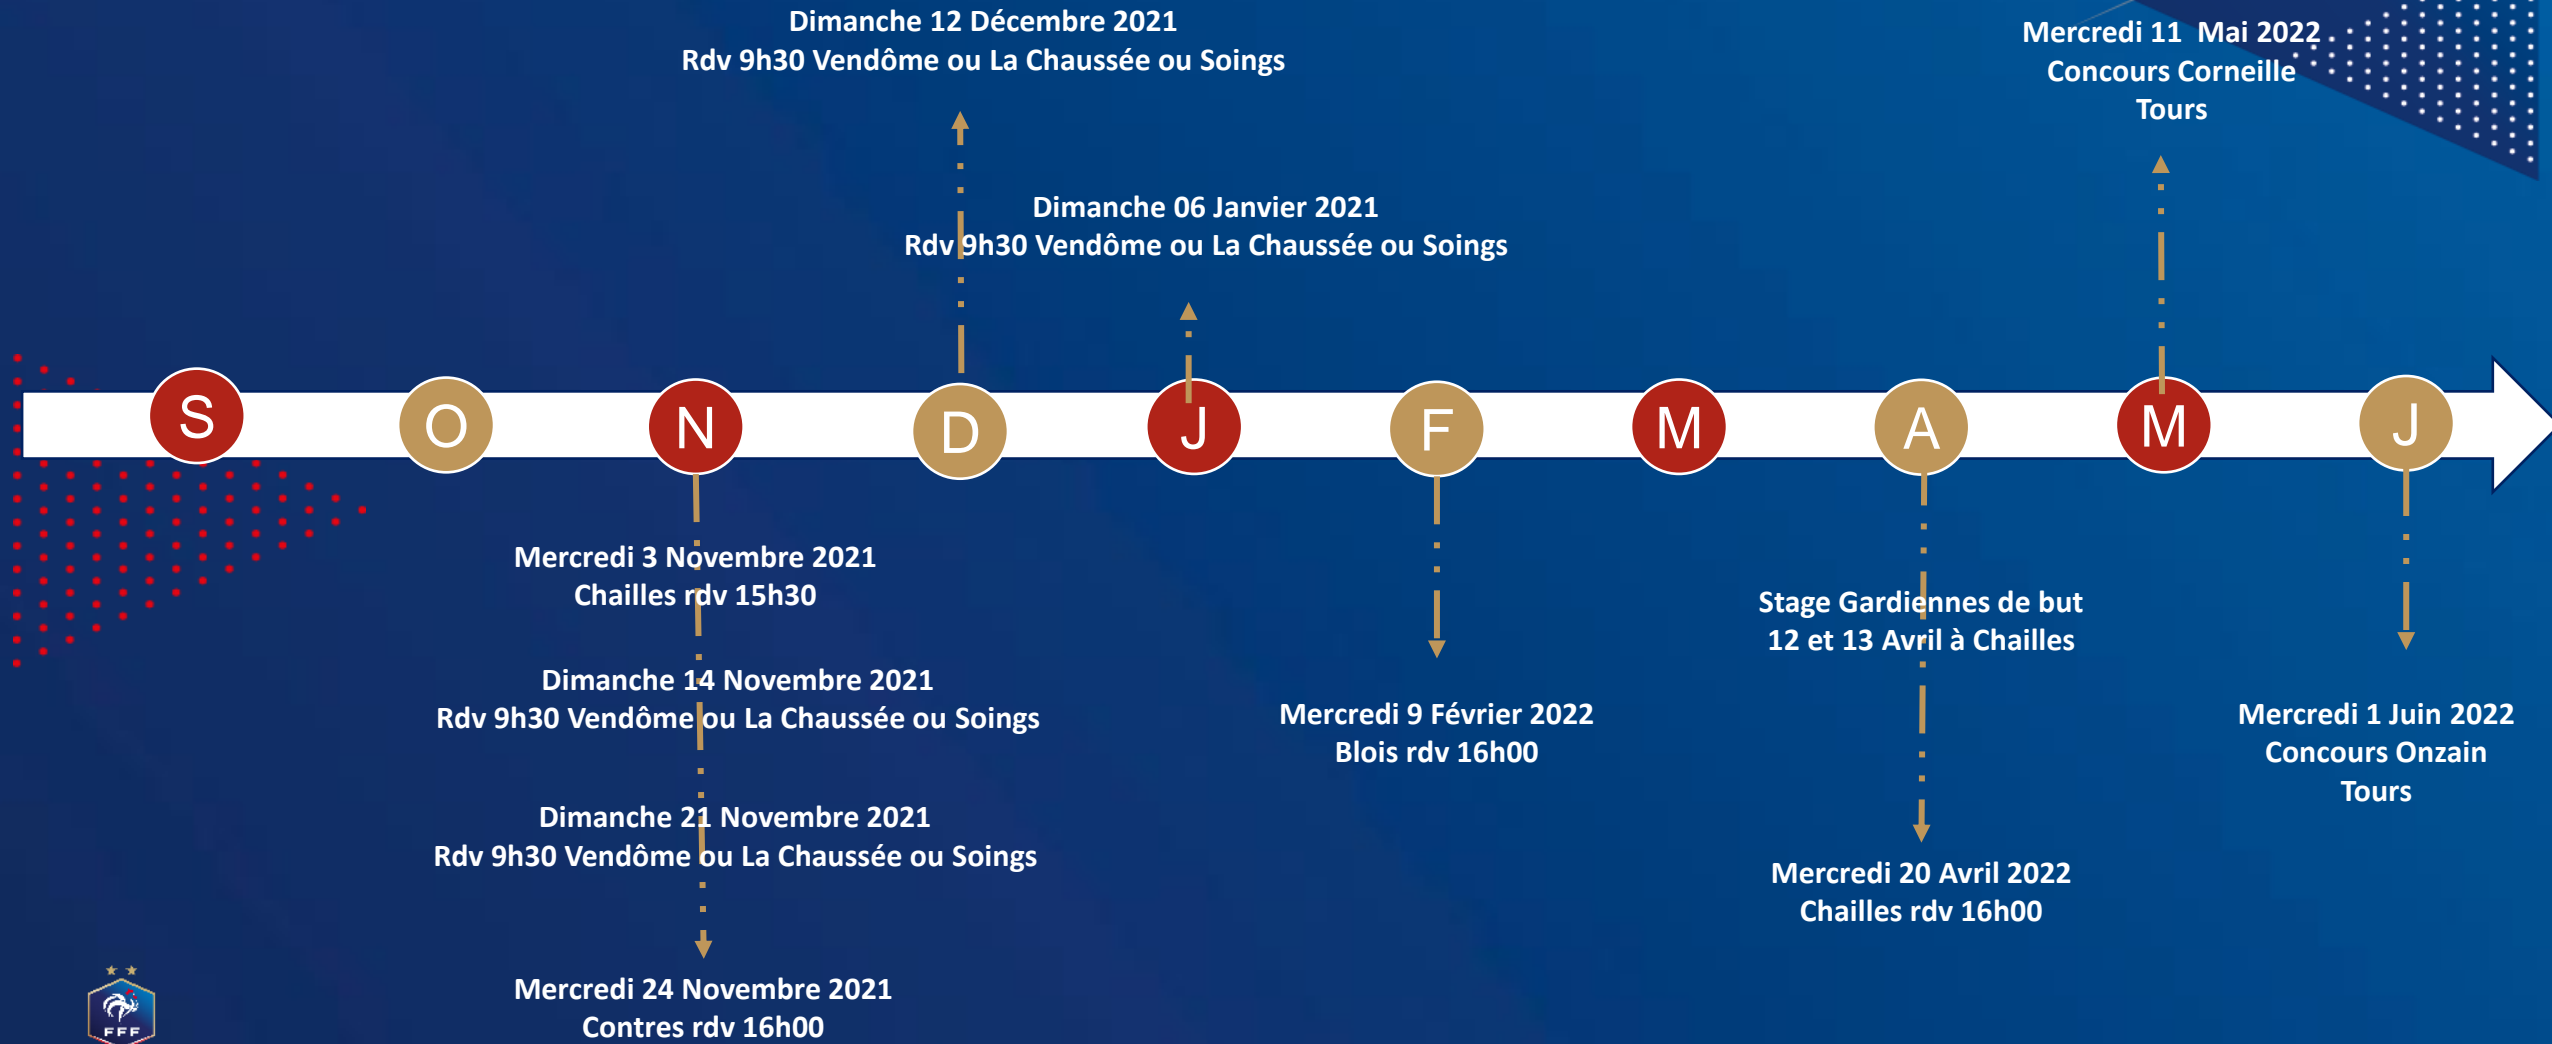 Dimanche 12 Décembre 2021
Rdv 9h30 Vendôme ou La Chaussée ou Soings
Mercredi 11  Mai 2022
Concours Corneille
Tours
Dimanche 06 Janvier 2021
Rdv 9h30 Vendôme ou La Chaussée ou Soings
S
O
N
D
J
F
M
A
M
J
Mercredi 3 Novembre 2021
Chailles rdv 15h30
Dimanche 14 Novembre 2021
Rdv 9h30 Vendôme ou La Chaussée ou Soings
Dimanche 21 Novembre 2021
Rdv 9h30 Vendôme ou La Chaussée ou Soings
Mercredi 24 Novembre 2021
Contres rdv 16h00
Mercredi 9 Février 2022
Blois rdv 16h00
Stage Gardiennes de but
12 et 13 Avril à Chailles
Mercredi 20 Avril 2022
Chailles rdv 16h00
Mercredi 1 Juin 2022
Concours Onzain
Tours
FFF